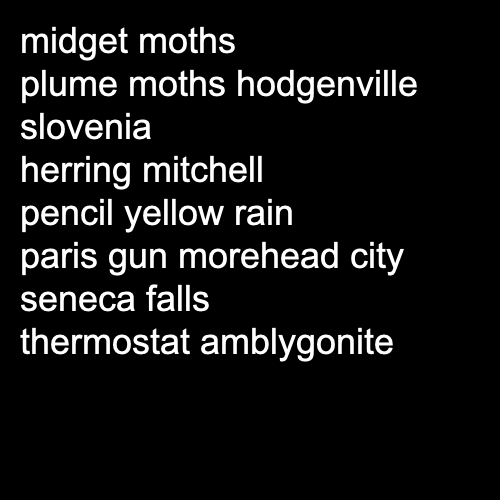 midget moths
plume moths hodgenville
slovenia
herring mitchell
pencil yellow rain
paris gun morehead city
seneca falls
thermostat amblygonite